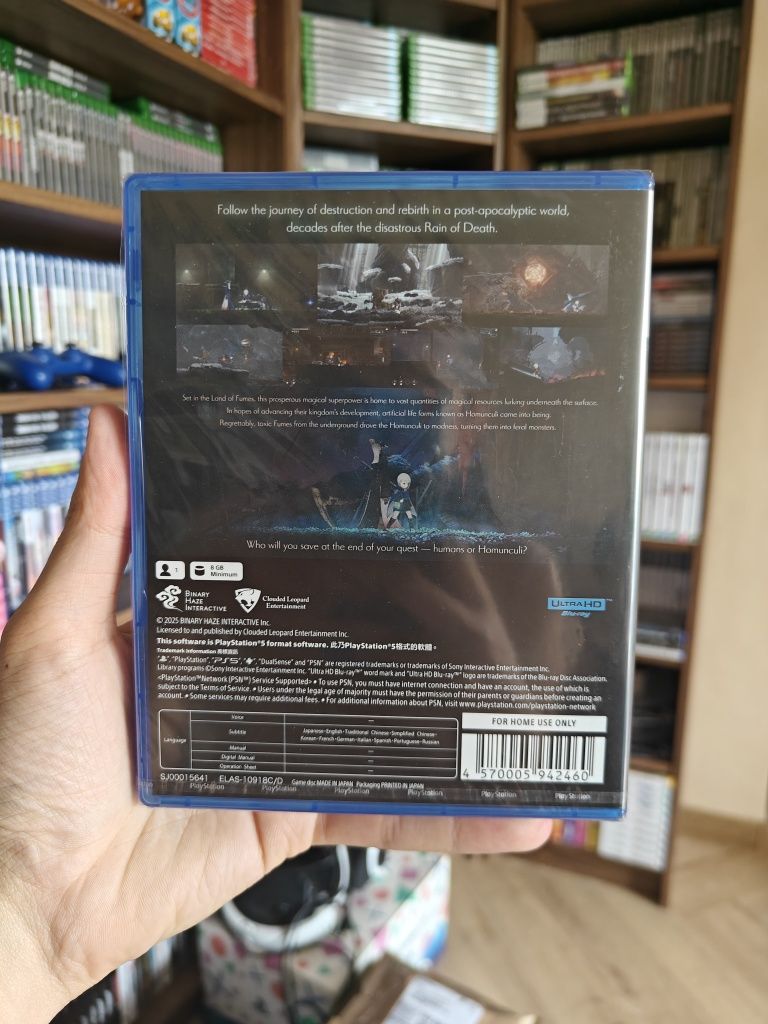 Follow the journey of destruction and rebirth in a post-apocalyptic world,
decades after the disastrous Rain of Death.
Set in the Land of Fumes, this prosperous magical superpower is home to vast quantities of magical resources lurking underneath the surface.
In hopes of advancing their kingdom's development, artificial life forms known as Homunculi came into being.
Regrettably, toxic Fumes from the underground drove the Homunculi to madness, turning them into feral monsters.
Who will you save at the end of your quest — humans or Homunculi?
1
8 GB
Minimum
BINARY
HAZE
INTERACTIVE
Clouded Leopard
Entertainment
ULTRA HD
Blu-ray™
© 2025 BINARY HAZE INTERACTIVE Inc.
Licensed to and published by Clouded Leopard Entertainment Inc.
This software is PlayStation®5 format software. 此乃PlayStation®5格式的軟體。
Trademark information 商標資訊
"PlayStation", "PS5", "DualSense" and "PSN" are registered trademarks or trademarks of Sony Interactive Entertainment Inc.
Library programs ©Sony Interactive Entertainment Inc. "Ultra HD Blu-ray™" word mark and "Ultra HD Blu-ray™" logo are trademarks of the Blu-ray Disc Association.
<PlayStation™Network (PSN™) Service Supported> • To use PSN, you must have internet connection and have an account, the use of which is
subject to the Terms of Service. • Users under the legal age of majority must have the permission of their parents or guardians before creating an
account. • Some services may require additional fees. • For additional information about PSN, visit www.playstation.com/playstation-network
Language
Voice —
Subtitle Japanese·English·Traditional Chinese·Simplified Chinese·
Korean·French·German·Italian·Spanish·Portuguese·Russian
Manual —
Digital Manual —
Operation Sheet —
FOR HOME USE ONLY
4 570005 942460
SJ00015641 ELAS-10918C/D Game disc MADE IN JAPAN Packaging PRINTED IN JAPAN
PlayStation PlayStation PlayStation PlayStation PlayStation PlayStation